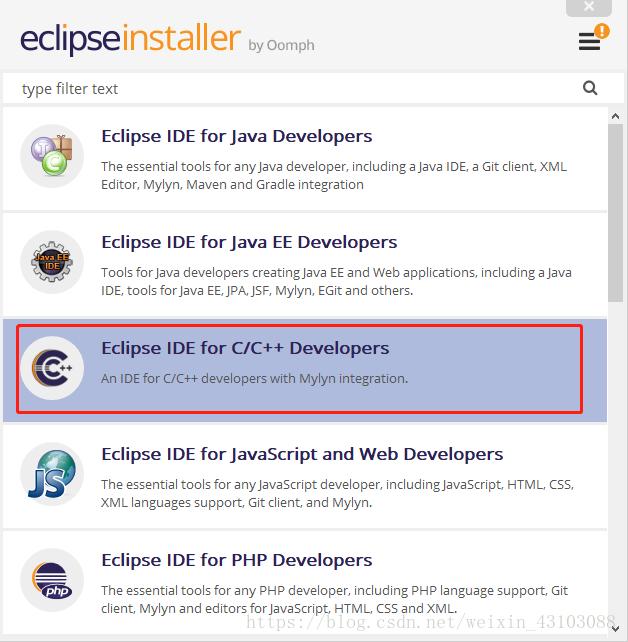 eclipseinstaller by Oomph
!
type filter text
Eclipse IDE for Java Developers
The essential tools for any Java developer, including a Java IDE, a Git client, XML
Editor, Mylyn, Maven and Gradle integration
Eclipse IDE for Java EE Developers
Java EE
IDE
Tools for Java developers creating Java EE and Web applications, including a Java
IDE, tools for Java EE, JPA, JSF, Mylyn, EGit and others.
Eclipse IDE for C/C++ Developers
C++
An IDE for C/C++ developers with Mylyn integration.
Eclipse IDE for JavaScript and Web Developers
JS
The essential tools for any JavaScript developer, including JavaScript, HTML, CSS,
XML languages support, Git client, and Mylyn.
Eclipse IDE for PHP Developers
php
The essential tools for any PHP developer, including PHP language support, Git
client, Mylyn and editors for JavaScript, HTML, CSS and XML.
https://blog.csdn.net/weixin_43103088